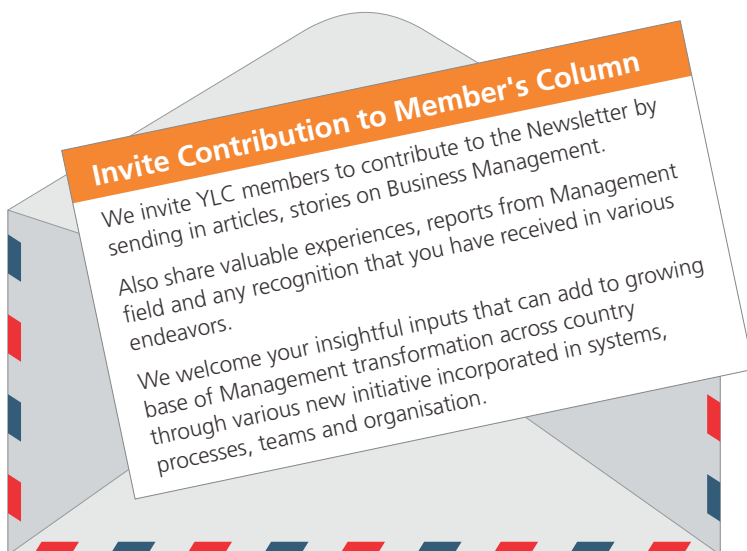 Invite Contribution to Member's Column
We invite YLC members to contribute to the Newsletter by
sending in articles, stories on Business Management.
Also share valuable experiences, reports from Management
field and any recognition that you have received in various
endeavors.
We welcome your insightful inputs that can add to growing
base of Management transformation across country
through various new initiative incorporated in systems,
processes, teams and organisation.